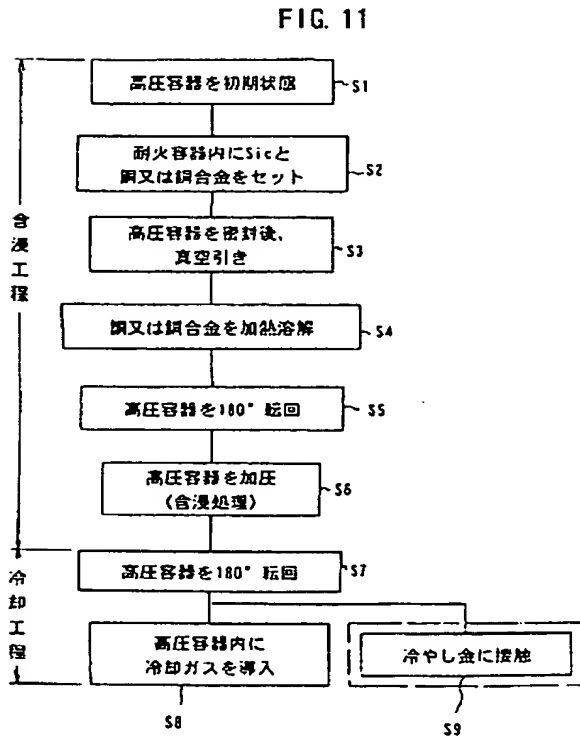 FIG. 11
高圧容器を初期状態
S1
耐火容器内にSicと
銅又は銅合金をセット
S2
高圧容器を密封後、
真空引き
S3
銅又は銅合金を加熱溶解
S4
高圧容器を180°転回
S5
高圧容器を加圧
(含浸処理)
S6
含浸工程
高圧容器を180°転回
S7
高圧容器内に
冷却ガスを導入
S8
冷やし金に接触
S9
冷却工程